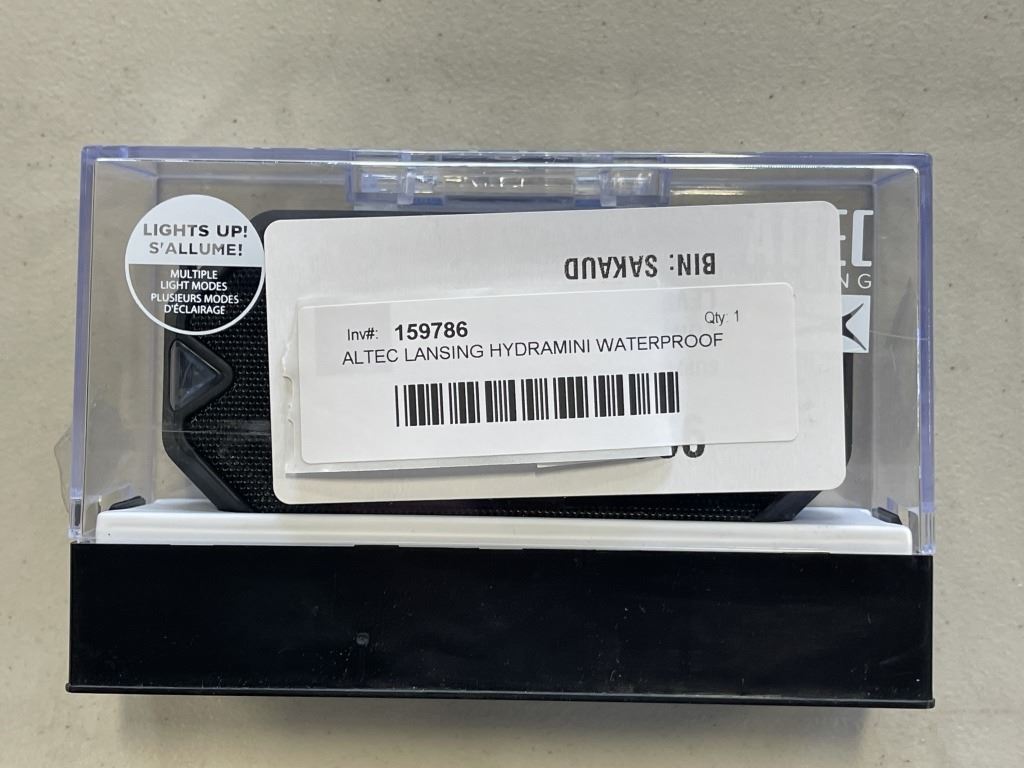 LIGHTS UP!
S'ALLUME!
MULTIPLE
LIGHT MODES
PLUSIEURS MODES
D'ÉCLAIRAGE
BIN: SAKAUD
Inv#: 159786
Qty: 1
ALTEC LANSING HYDRAMINI WATERPROOF